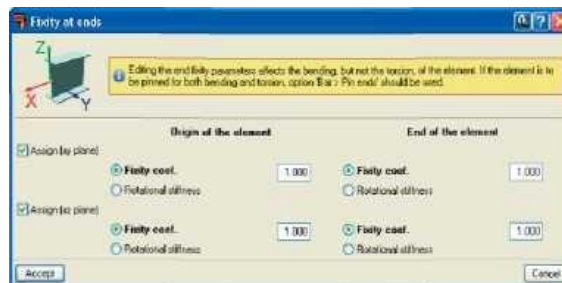 Fixity at ends
Z
X
Y
Editing the end fixity parameters affects the bending, but not the torsion, of the element. If the element is to
be pinned for both bending and torsion, option 'Bar > Pin ends' should be used.
Origin of the element End of the element
Assign (xy plane)
Fixity coef. 1.000 Fixity coef. 1.000
Rotational stiffness Rotational stiffness
Assign (xz plane)
Fixity coef. 1.000 Fixity coef. 1.000
Rotational stiffness Rotational stiffness
Accept Cancel